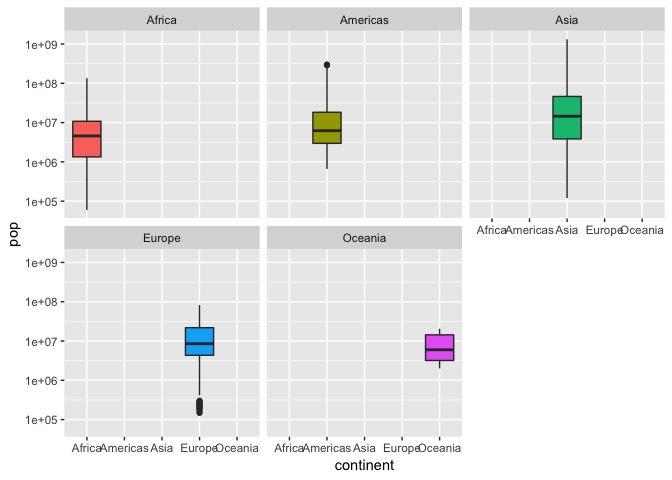 Africa
Americas
Asia
1e+09
1e+08
1e+07
1e+06
1e+05
Africa Americas Asia Europe Oceania
pop
Europe
Oceania
1e+09
1e+08
1e+07
1e+06
1e+05
Africa Americas Asia Europe Oceania
Africa Americas Asia Europe Oceania
continent